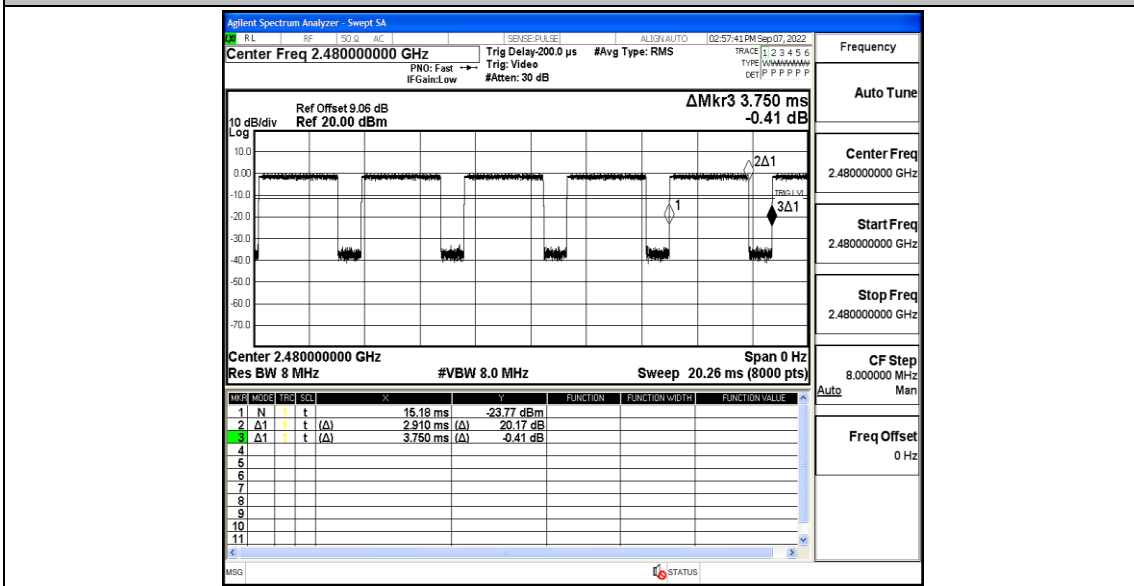 Agilent Spectrum Analyzer - Swept SA
RL RF 50 Ω AC SENSE:PULSE ALIGN AUTO 02:57:41 PM Sep 07, 2022
Center Freq 2.480000000 GHz
PNO: Fast
IFGain:Low
Trig Delay-200.0 µs
Trig: Video
#Atten: 30 dB
#Avg Type: RMS
TRACE 1 2 3 4 5 6
TYPE
DET P P P P P P
10 dB/div
Log
Ref Offset 9.06 dB
Ref 20.00 dBm
ΔMkr3 3.750 ms
-0.41 dB
10.0
0.00
-10.0
-20.0
-30.0
-40.0
-50.0
-60.0
-70.0
2Δ1
TRIG LVL
1
3Δ1
Center 2.480000000 GHz Span 0 Hz
Res BW 8 MHz #VBW 8.0 MHz Sweep 20.26 ms (8000 pts)
MKR MODE TRC SCL X Y FUNCTION FUNCTION WIDTH FUNCTION VALUE
1 N t 15.18 ms -23.77 dBm
2 Δ1 t (Δ) 2.910 ms (Δ) 20.17 dB
3 Δ1 t (Δ) 3.750 ms (Δ) -0.41 dB
4
5
6
7
8
9
10
11
MSG STATUS
Frequency
Auto Tune
Center Freq
2.480000000 GHz
Start Freq
2.480000000 GHz
Stop Freq
2.480000000 GHz
CF Step
8.000000 MHz
Auto Man
Freq Offset
0 Hz